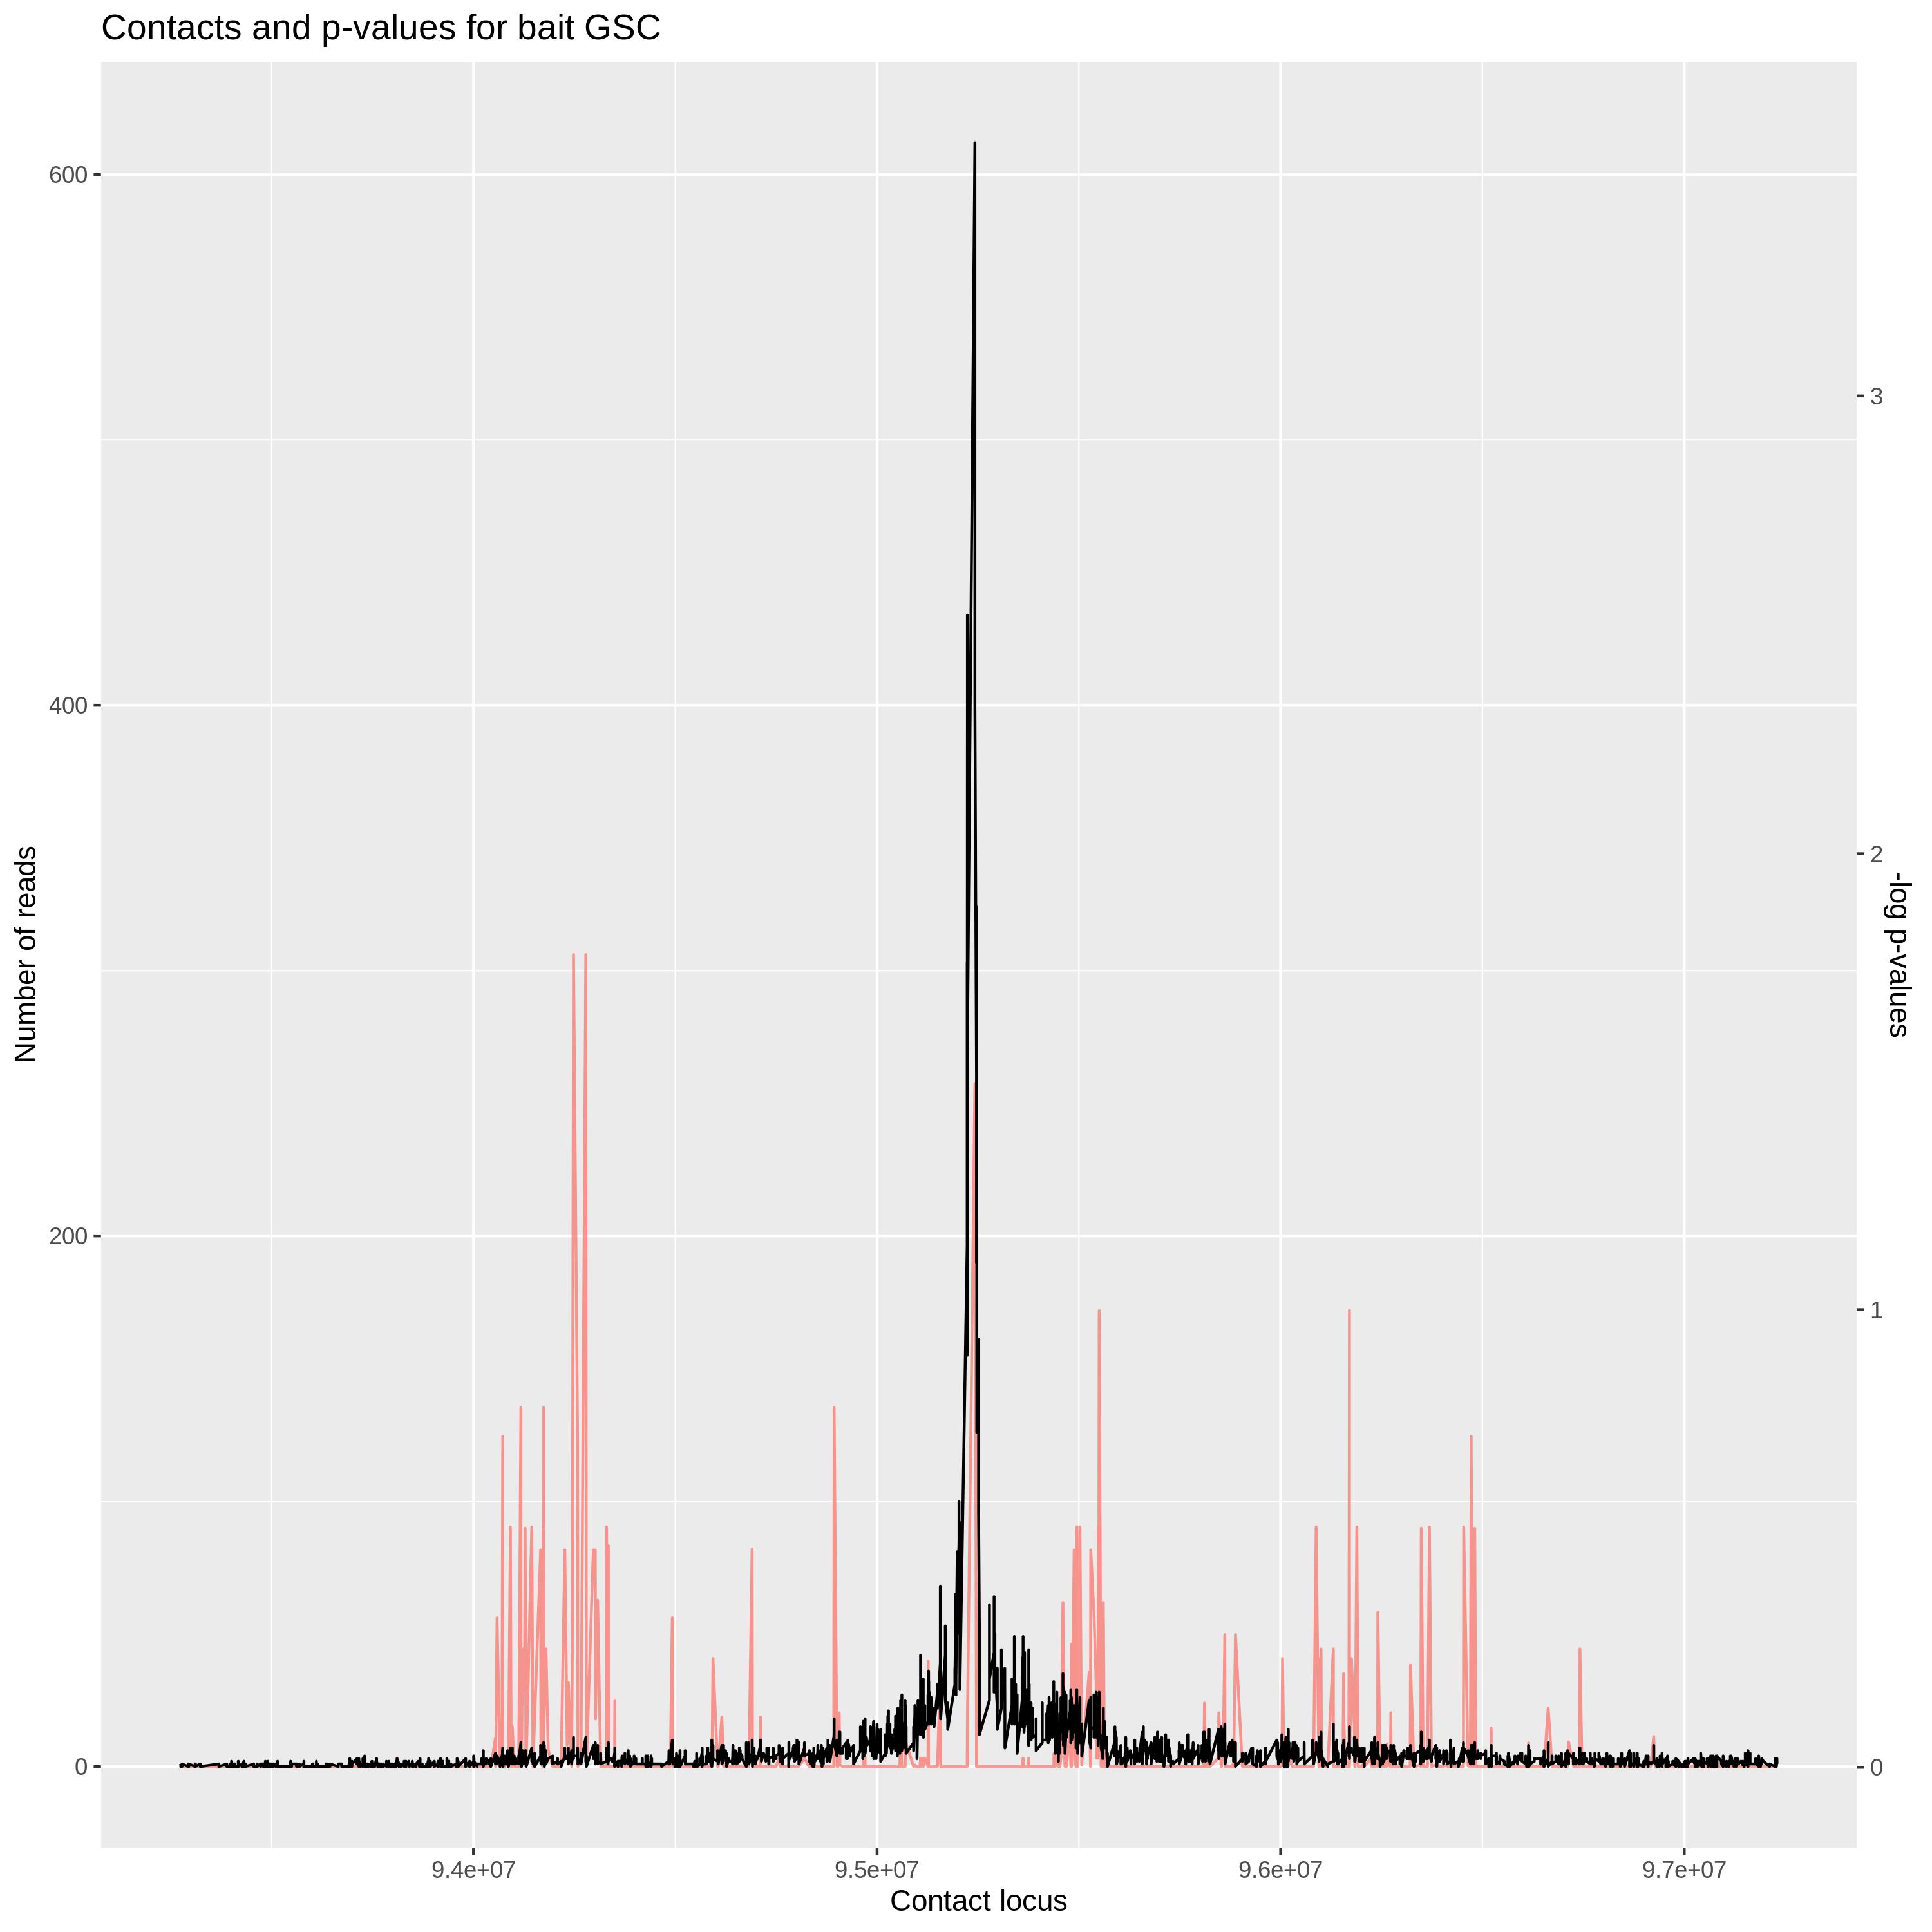 Contacts and p-values for bait GSC
600
400
200
0
Number of reads
3
2
1
0
-log p-values
9.4e+07
9.5e+07
9.6e+07
9.7e+07
Contact locus